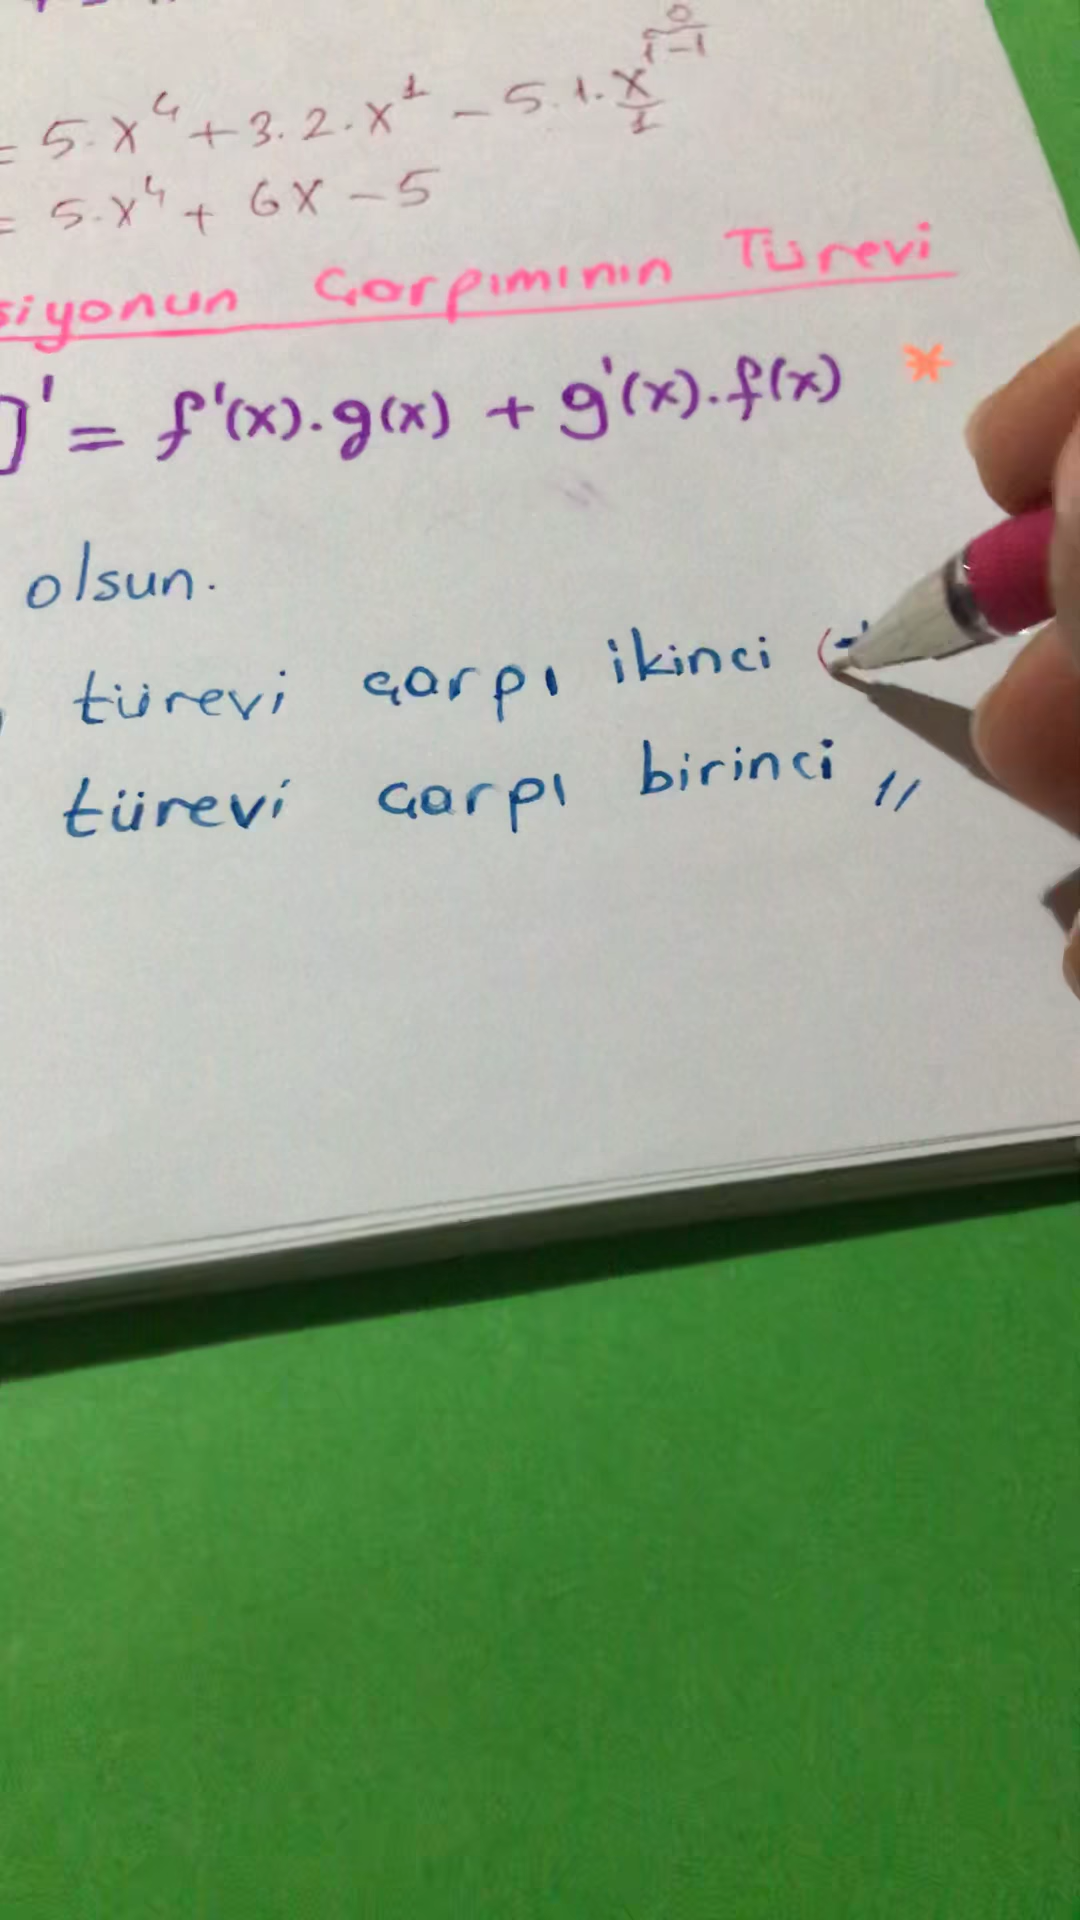 = 5.x⁴ + 3.2.x¹ - 5.1.x
= 5.x⁴ + 6x - 5
siyonun Çarpımının Türevi
]' = f'(x).g(x) + g'(x).f(x) *
olsun.
türevi çarpı ikinci (
türevi çarpı birinci //